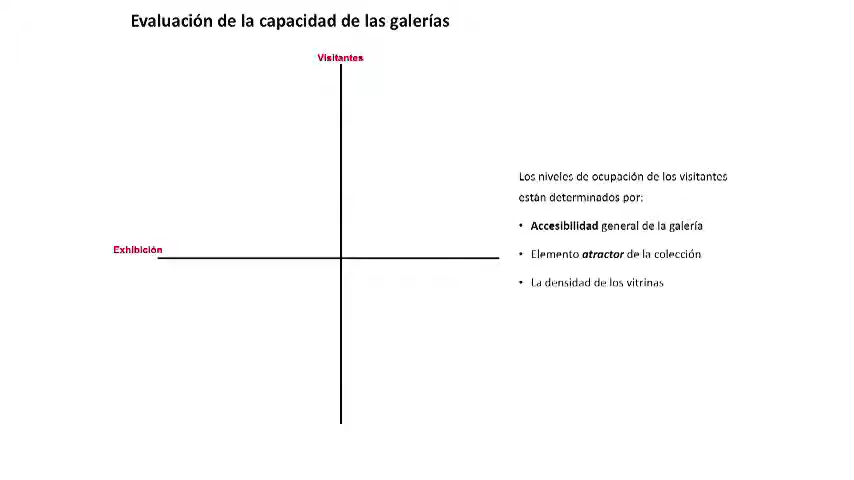 Evaluación de la capacidad de las galerías
Visitantes
Exhibición
Los niveles de ocupación de los visitantes
están determinados por:
• Accesibilidad general de la galería
• Elemento atractor de la colección
• La densidad de los vitrinas